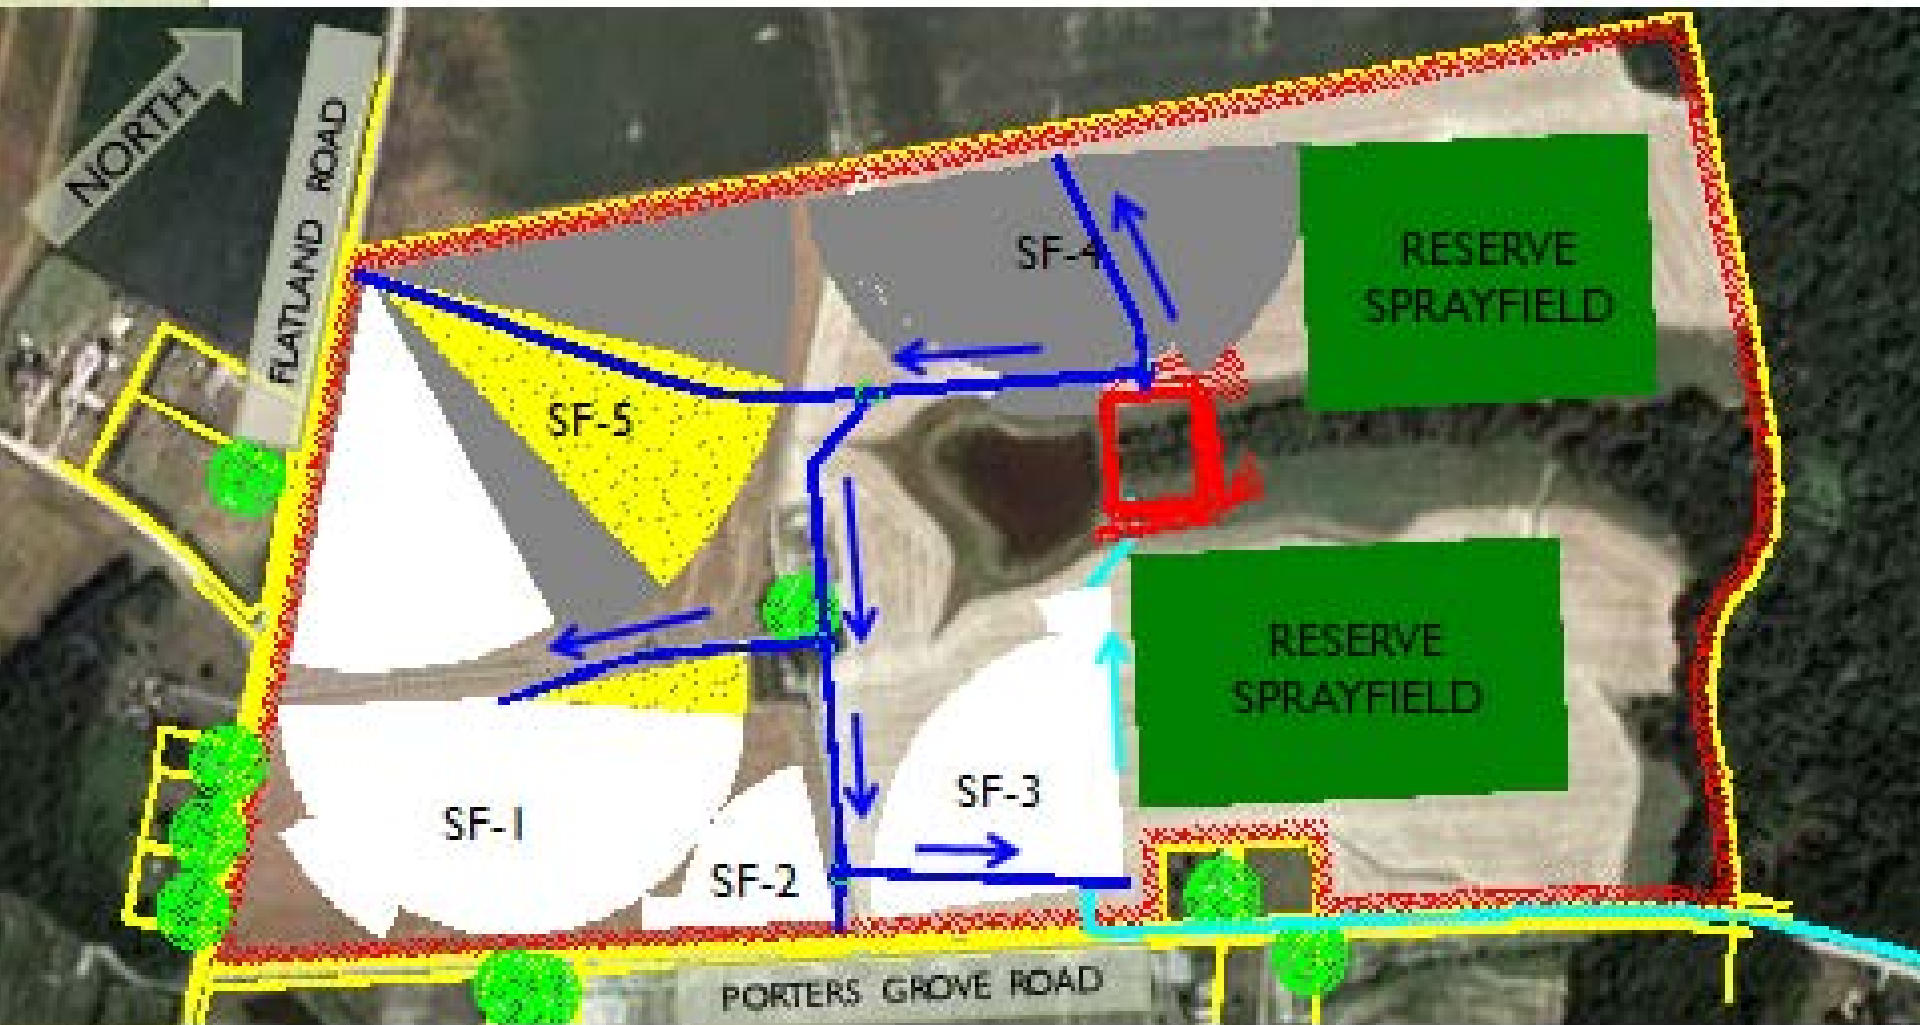 NORTH
FLATLAND ROAD
SF-4
RESERVE
SPRAYFIELD
SF-5
RESERVE
SPRAYFIELD
SF-3
SF-1
SF-2
PORTERS GROVE ROAD